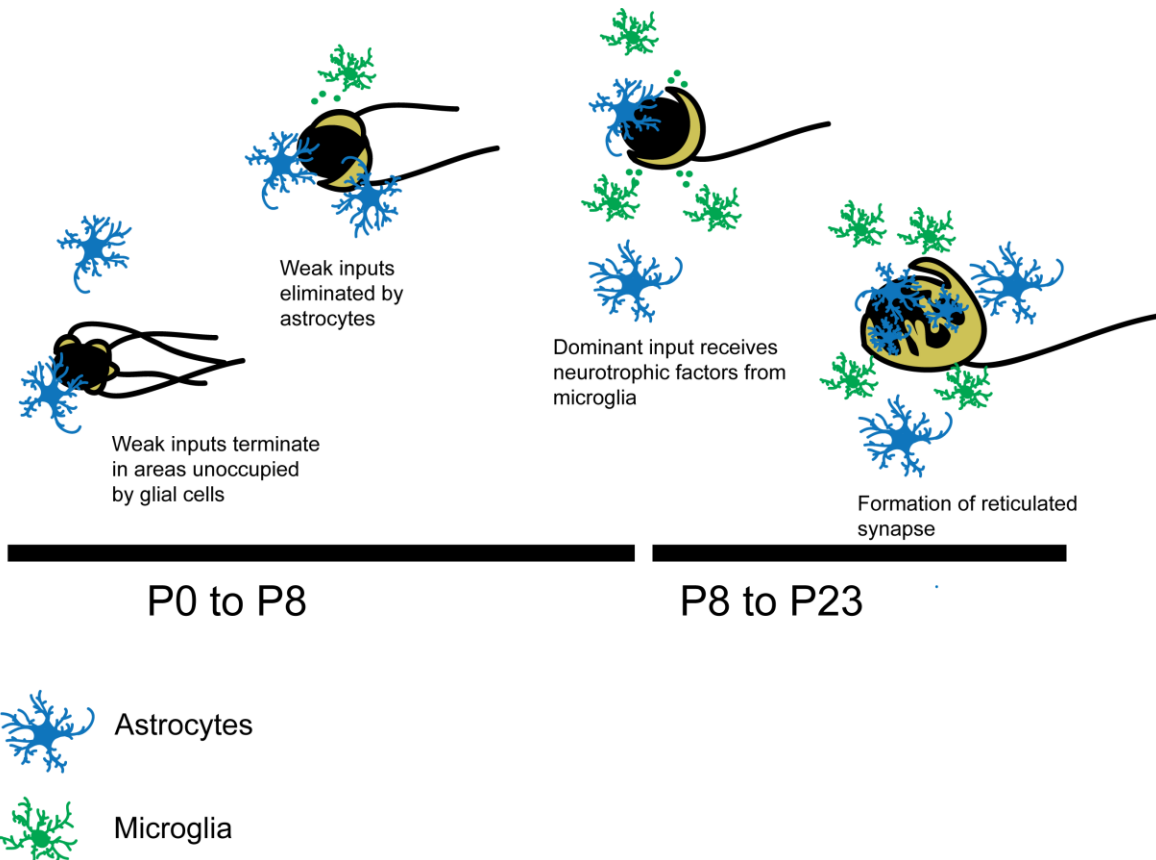 Weak inputs
eliminated by
astrocytes
Weak inputs terminate
in areas unoccupied
by glial cells
Dominant input receives
neurotrophic factors from
microglia
Formation of reticulated
synapse
P0 to P8
P8 to P23
Astrocytes
Microglia